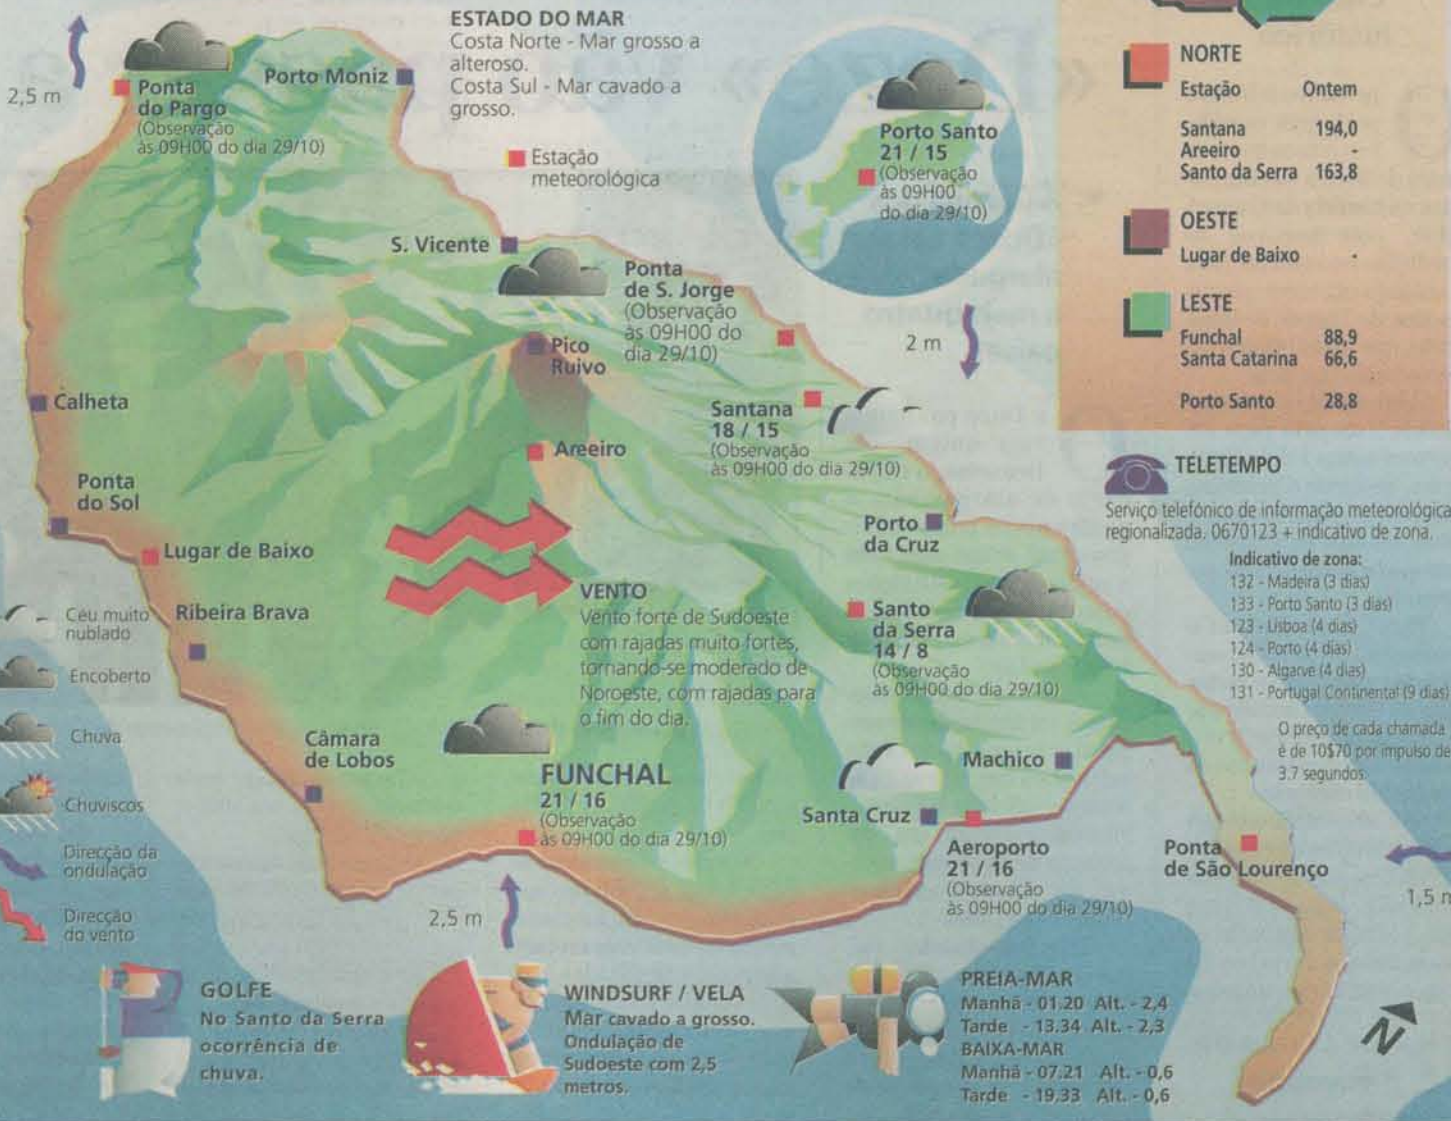 ESTADO DO MAR
Costa Norte - Mar grosso a
alteroso.
Costa Sul - Mar cavado a
grosso.
Estação
meteorológica
2,5 m
Ponta
do Pargo
(Observação
às 09H00 do dia 29/10)
Porto Moniz
S. Vicente
Ponta
de S. Jorge
(Observação
às 09H00 do
dia 29/10)
Pico
Ruivo
Porto Santo
21 / 15
(Observação
às 09H00
do dia 29/10)
2 m
Calheta
Santana
18 / 15
(Observação
às 09H00 do dia 29/10)
Areeiro
Ponta
do Sol
Lugar de Baixo
Ribeira Brava
Porto
da Cruz
VENTO
Vento forte de Sudoeste
com rajadas muito fortes,
tornando-se moderado de
Noroeste, com rajadas para
o fim do dia.
Santo
da Serra
14 / 8
(Observação
às 09H00 do dia 29/10)
Câmara
de Lobos
FUNCHAL
21 / 16
(Observação
às 09H00 do dia 29/10)
Machico
Santa Cruz
Aeroporto
21 / 16
(Observação
às 09H00 do dia 29/10)
Ponta
de São Lourenço
1,5 m
2,5 m
Céu muito
nublado
Encoberto
Chuva
Chuviscos
Direcção da
ondulação
Direcção
do vento
NORTE
Estação Ontem
Santana 194,0
Areeiro -
Santo da Serra 163,8
OESTE
Lugar de Baixo -
LESTE
Funchal 88,9
Santa Catarina 66,6
Porto Santo 28,8
TELETEMPO
Serviço telefónico de informação meteorológica
regionalizada. 0670123 + indicativo de zona.
Indicativo de zona:
132 - Madeira (3 dias)
133 - Porto Santo (3 dias)
123 - Lisboa (4 dias)
124 - Porto (4 dias)
130 - Algarve (4 dias)
131 - Portugal Continental (9 dias)
O preço de cada chamada
é de 10$70 por impulso de
3.7 segundos.
GOLFE
No Santo da Serra
ocorrência de
chuva.
WINDSURF / VELA
Mar cavado a grosso.
Ondulação de
Sudoeste com 2,5
metros.
PREIA-MAR
Manhã - 01.20 Alt. - 2,4
Tarde - 13.34 Alt. - 2,3
BAIXA-MAR
Manhã - 07.21 Alt. - 0,6
Tarde - 19.33 Alt. - 0,6
N